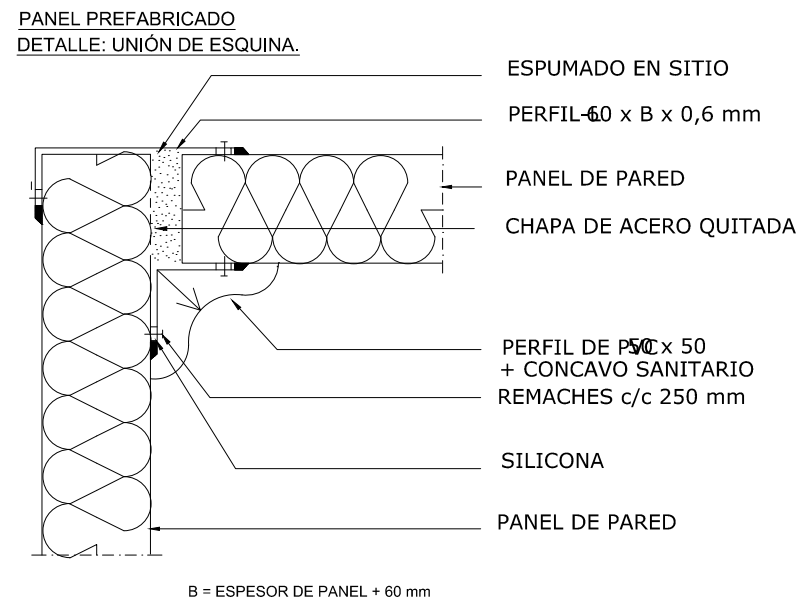 PANEL PREFABRICADO
DETALLE: UNIÓN DE ESQUINA.
ESPUMADO EN SITIO
PERFIL-L 60 x B x 0,6 mm
PANEL DE PARED
CHAPA DE ACERO QUITADA
PERFIL DE PVC 50 x 50
+ CONCAVO SANITARIO
REMACHES c/c 250 mm
SILICONA
PANEL DE PARED
B = ESPESOR DE PANEL + 60 mm